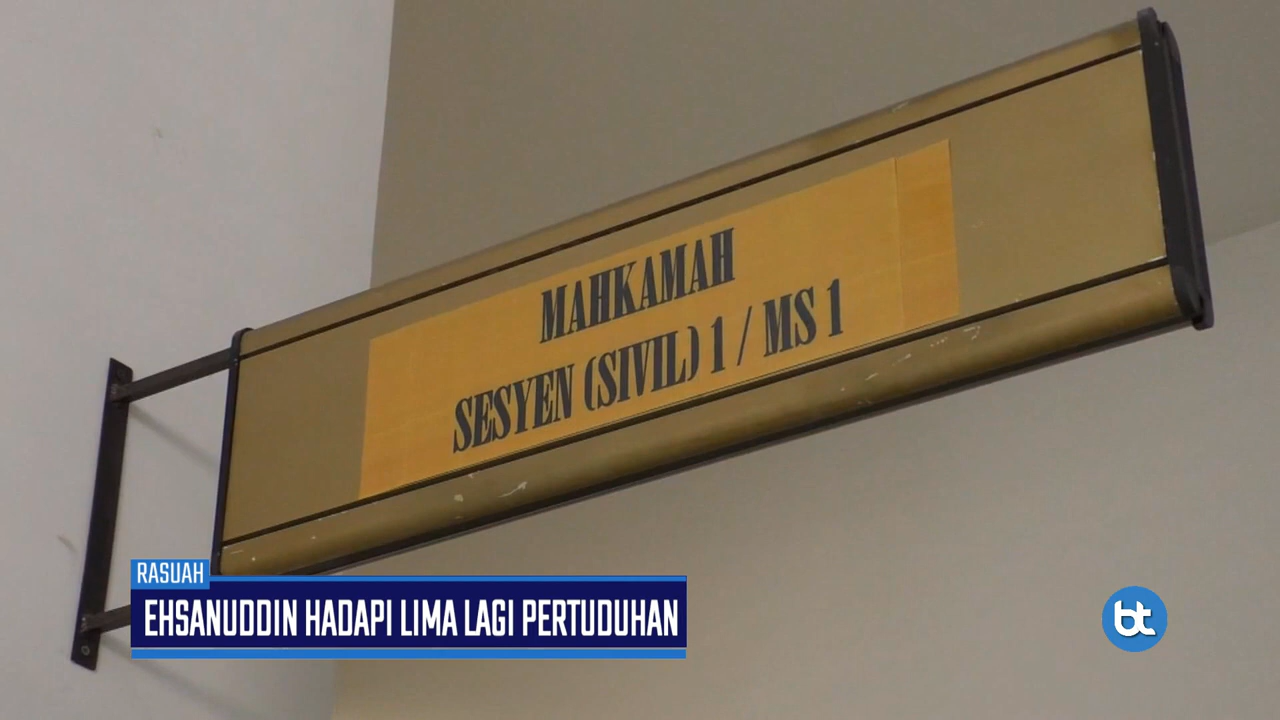 MAHKAMAH
SESYEN (SIVIL) 1 / MS 1
RASUAH
EHSANUDDIN HADAPI LIMA LAGI PERTUDUHAN
bt